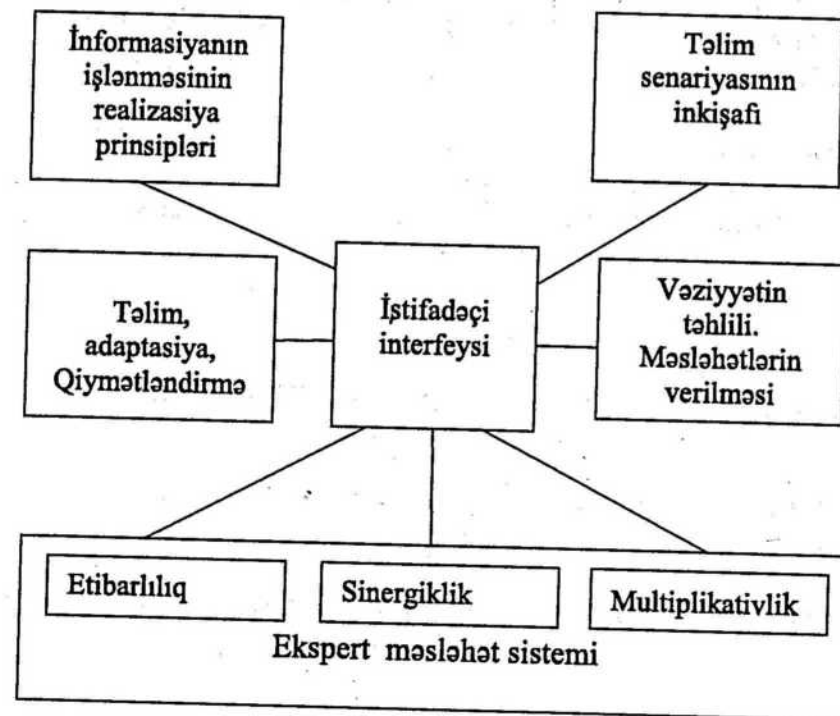 İnformasiyanın
işlənməsinin
realizasiya
prinsipləri
Təlim
senariyasının
inkişafı
Təlim,
adaptasiya,
Qiymətləndirmə
İstifadəçi
interfeysi
Vəziyyətin
təhlili.
Məsləhətlərin
verilməsi
Etibarlılıq
Sinergiklik
Multiplikativlik
Ekspert məsləhət sistemi